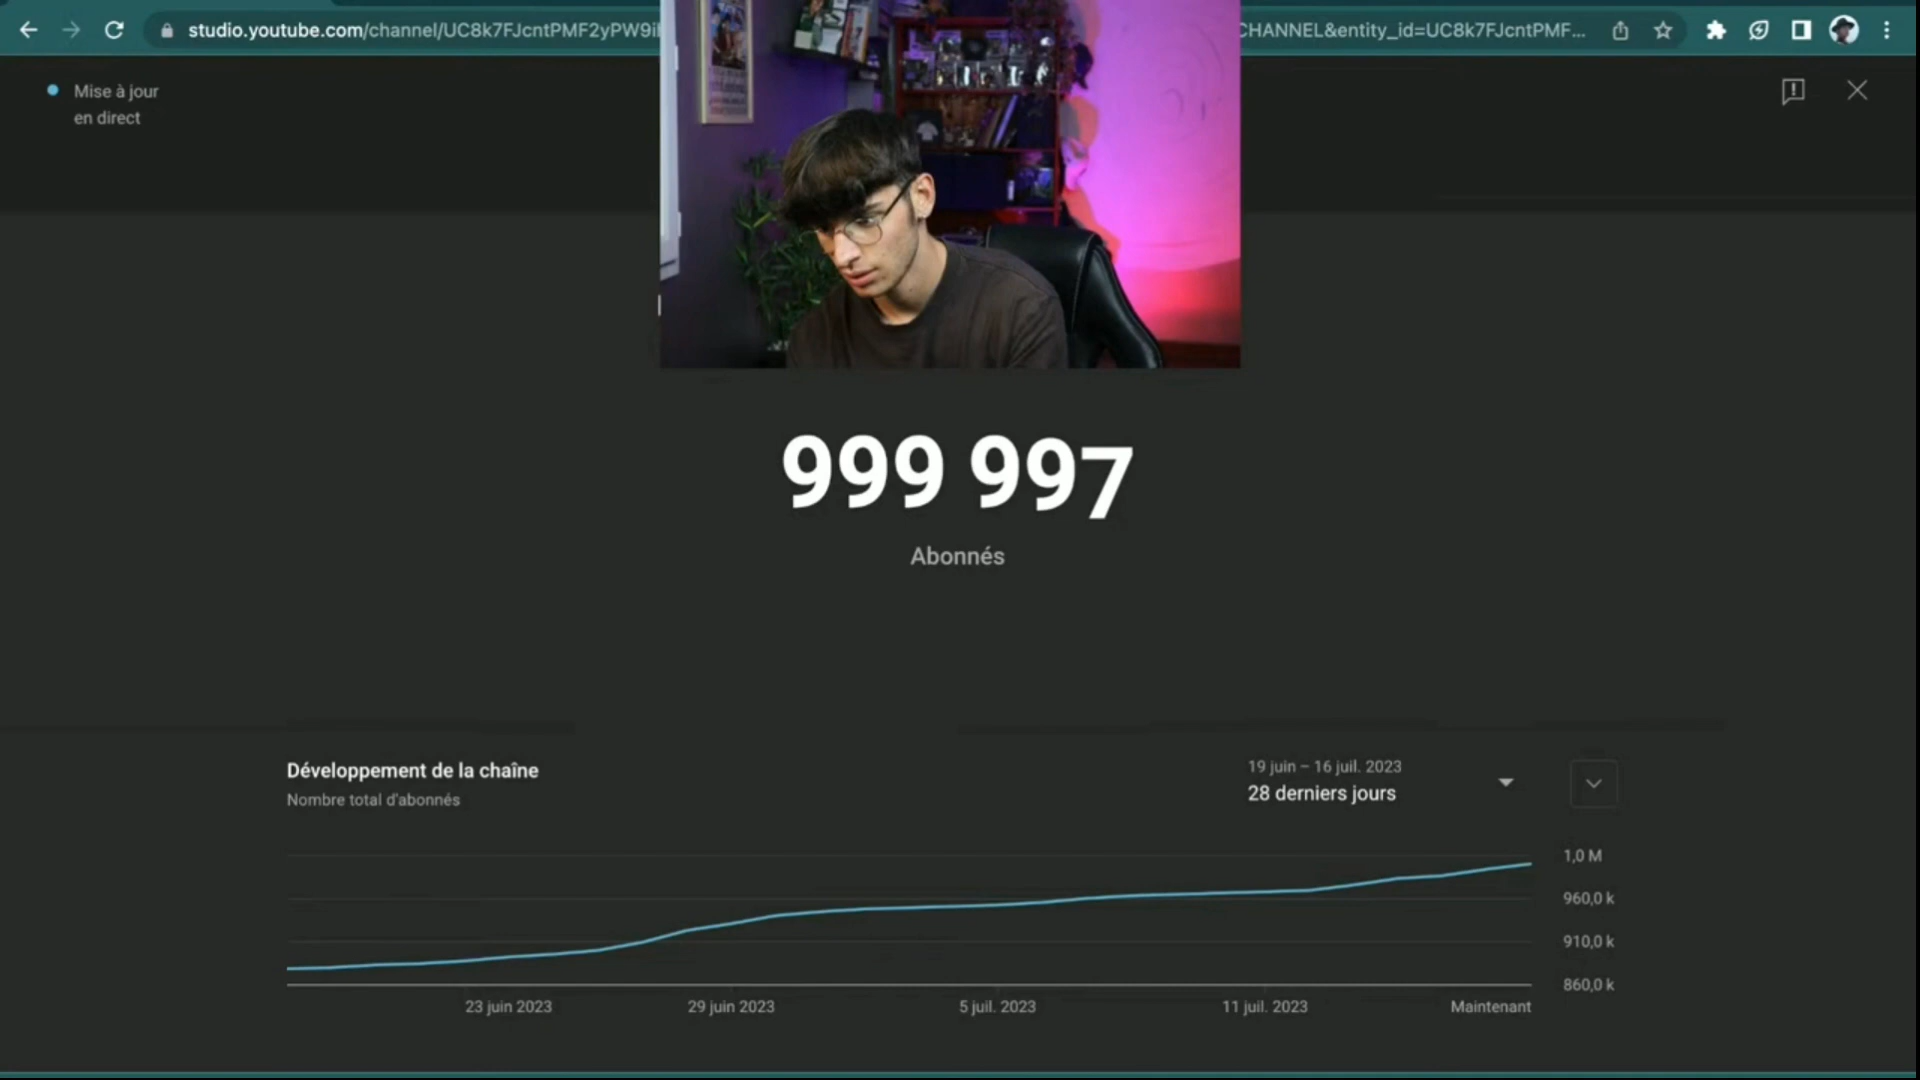 studio.youtube.com/channel/UC8k7FJcntPMF2yPW9i
CHANNEL&entity_id=UC8k7FJcntPMF...
Mise à jour
en direct
999 997
Abonnés
Développement de la chaîne
Nombre total d'abonnés
19 juin – 16 juil. 2023
28 derniers jours
1,0 M
960,0 k
910,0 k
860,0 k
23 juin 2023
29 juin 2023
5 juil. 2023
11 juil. 2023
Maintenant